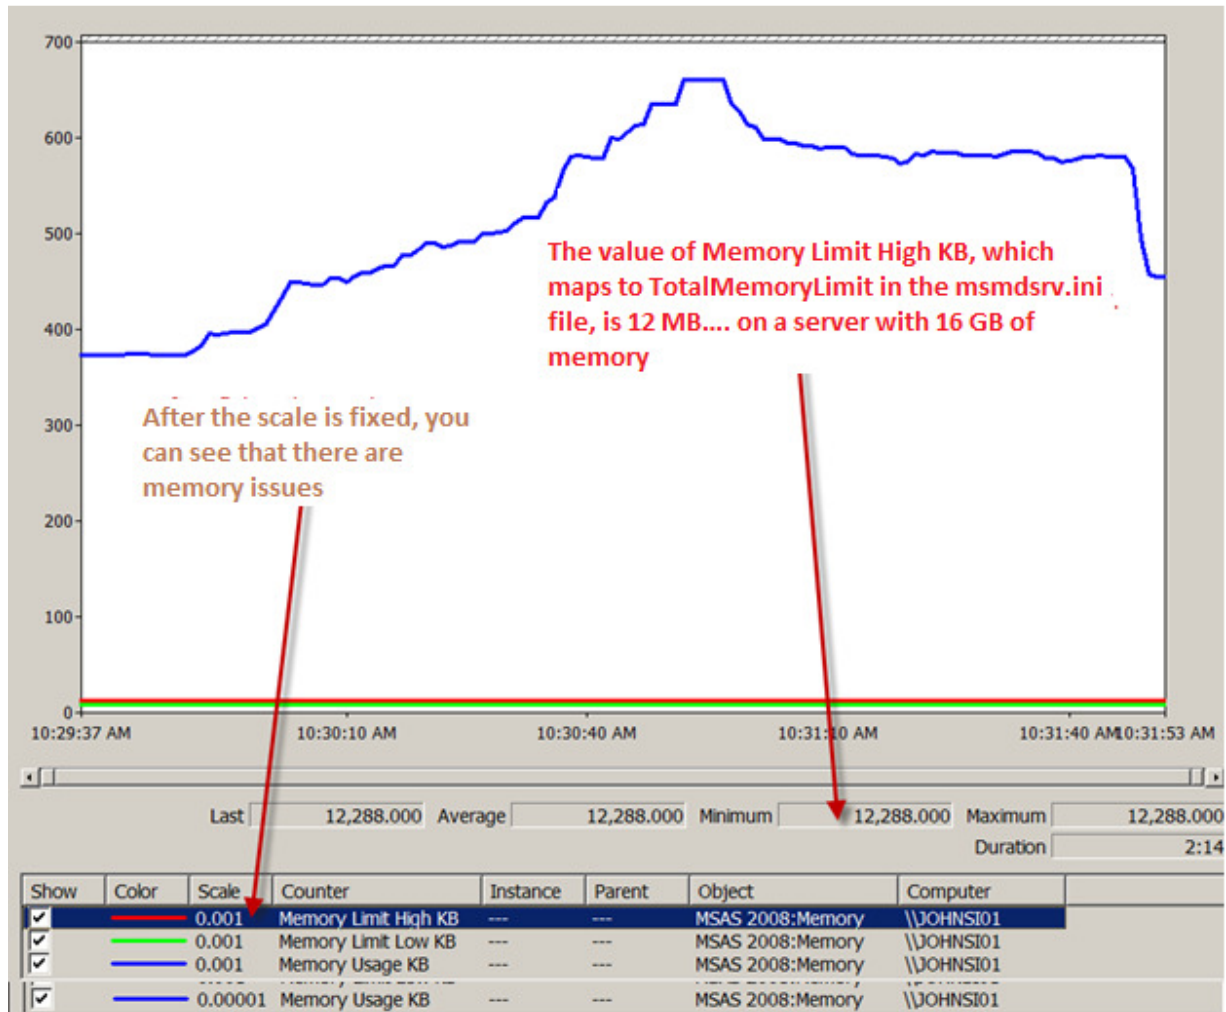 700
600
500
400
300
200
100
0
The value of Memory Limit High KB, which
maps to TotalMemoryLimit in the msmdsrv.ini
file, is 12 MB.... on a server with 16 GB of
memory
After the scale is fixed, you
can see that there are
memory issues
10:29:37 AM 10:30:10 AM 10:30:40 AM 10:31:10 AM 10:31:40 AM 10:31:53 AM
Last 12,288.000 Average 12,288.000 Minimum 12,288.000 Maximum 12,288.000
Duration 2:14
Show Color Scale Counter Instance Parent Object Computer
0.001 Memory Limit High KB --- --- MSAS 2008:Memory \\JOHNSI01
0.001 Memory Limit Low KB --- --- MSAS 2008:Memory \\JOHNSI01
0.001 Memory Usage KB --- --- MSAS 2008:Memory \\JOHNSI01
0.00001 Memory Usage KB --- --- MSAS 2008:Memory \\JOHNSI01